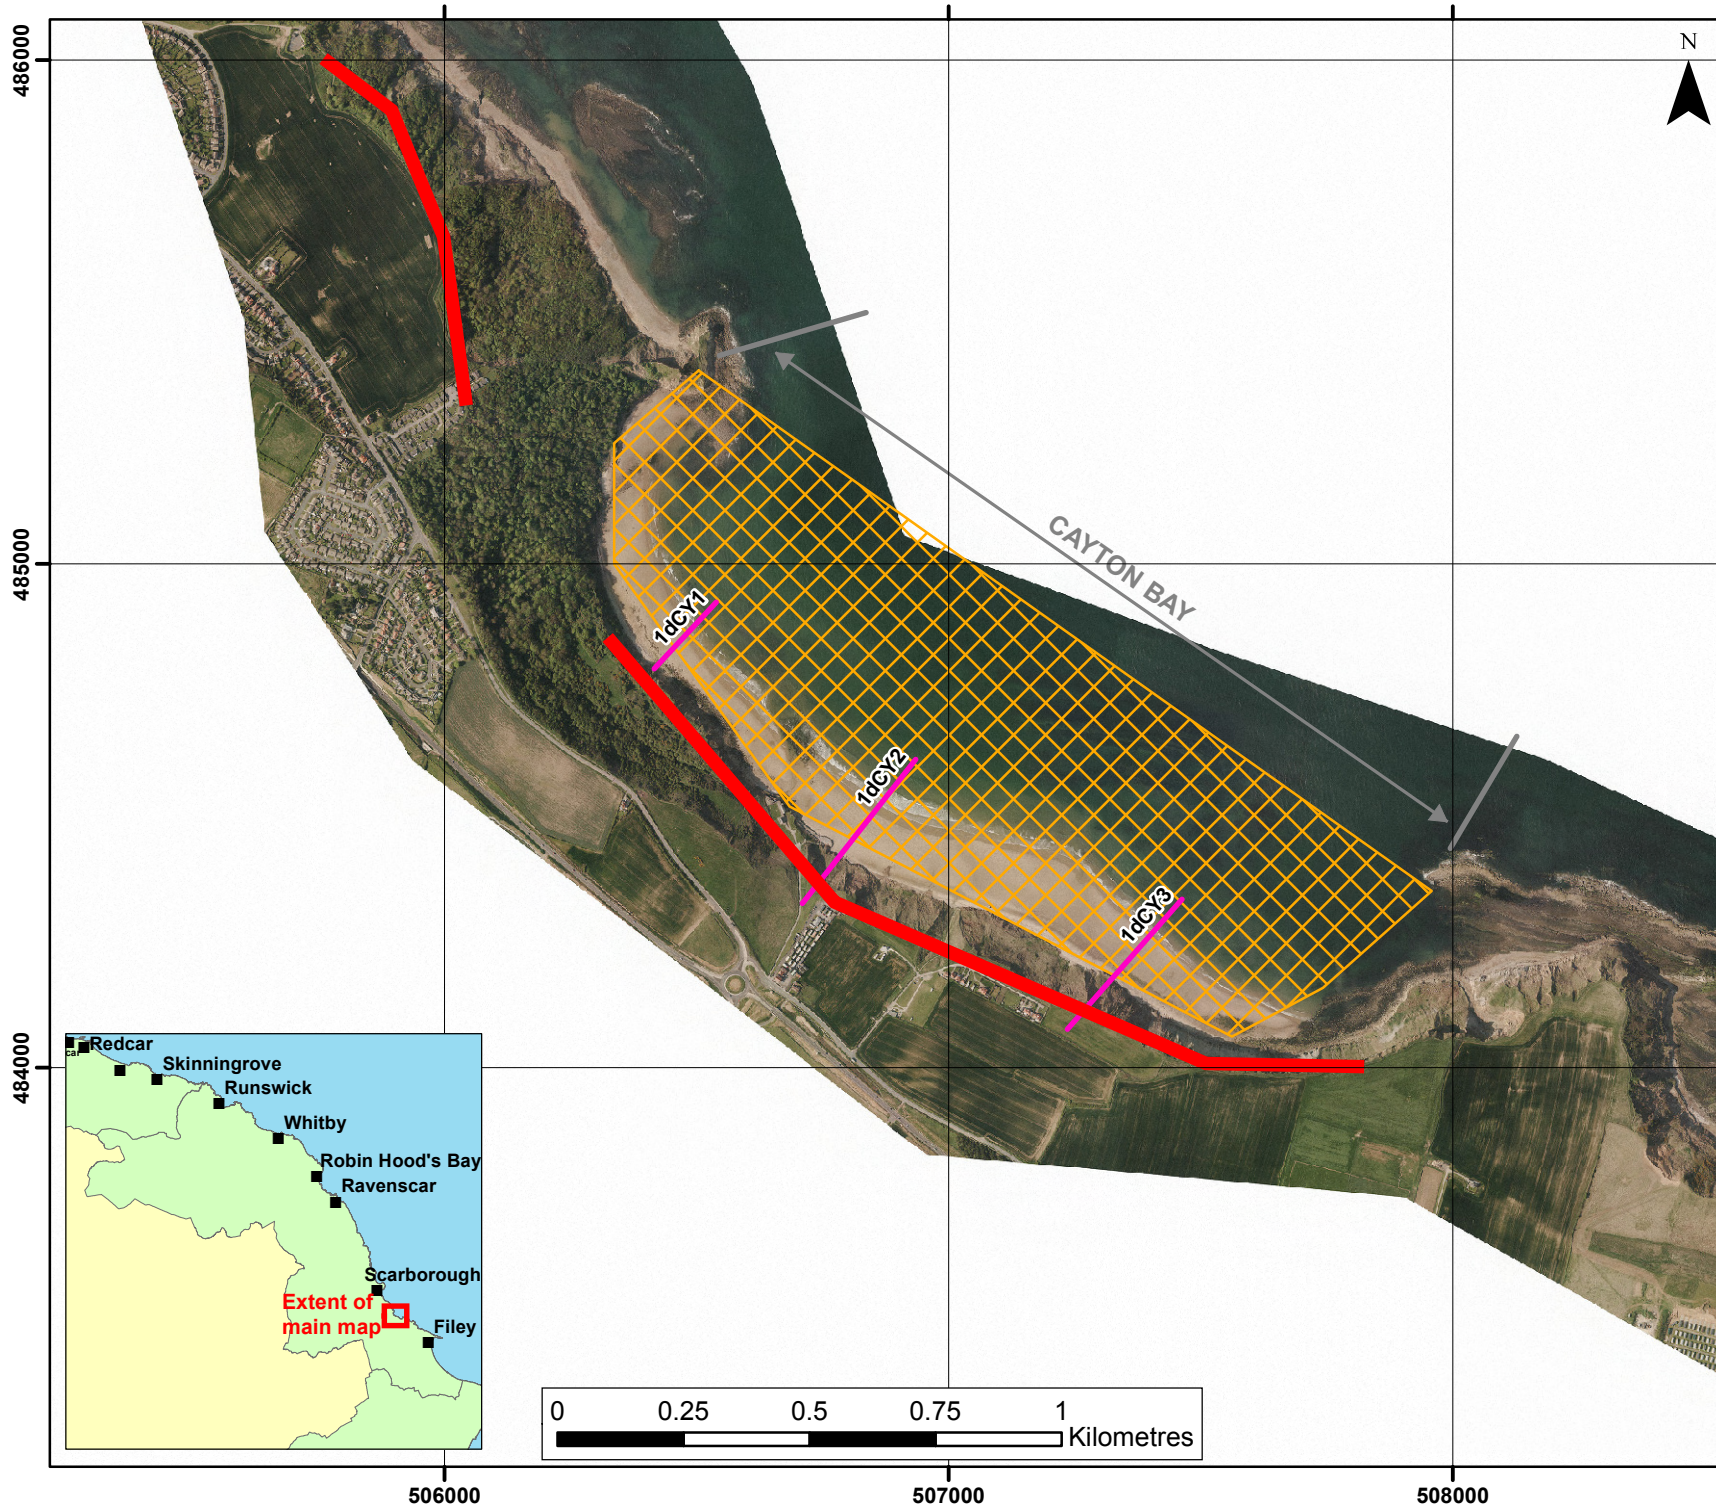 N
486000
485000
484000
CAYTON BAY
1dCY1
1dCY2
1dCY3
Redcar
car
Skinningrove
Runswick
Whitby
Robin Hood's Bay
Ravenscar
Scarborough
Extent of
main map
Filey
0 0.25 0.5 0.75 1
Kilometres
506000 507000 508000